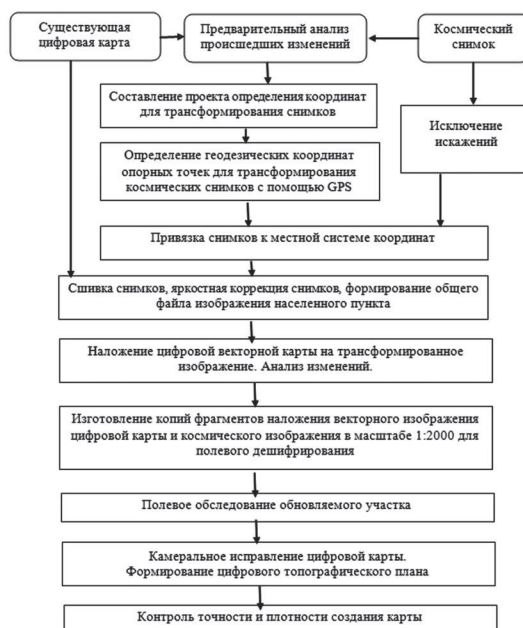 Существующая
цифровая карта
Предварительный анализ
происшедших изменений
Космический
снимок
Составление проекта определения координат
для трансформирования снимков
Исключение
искажений
Определение геодезических координат
опорных точек для трансформирования
космических снимков с помощью GPS
Привязка снимков к местной системе координат
Сшивка снимков, яркостная коррекция снимков, формирование общего
файла изображения населенного пункта
Наложение цифровой векторной карты на трансформированное
изображение. Анализ изменений.
Изготовление копий фрагментов наложения векторного изображения
цифровой карты и космического изображения в масштабе 1:2000 для
полевого дешифрирования
Полевое обследование обновляемого участка
Камеральное исправление цифровой карты.
Формирование цифрового топографического плана
Контроль точности и плотности создания карты